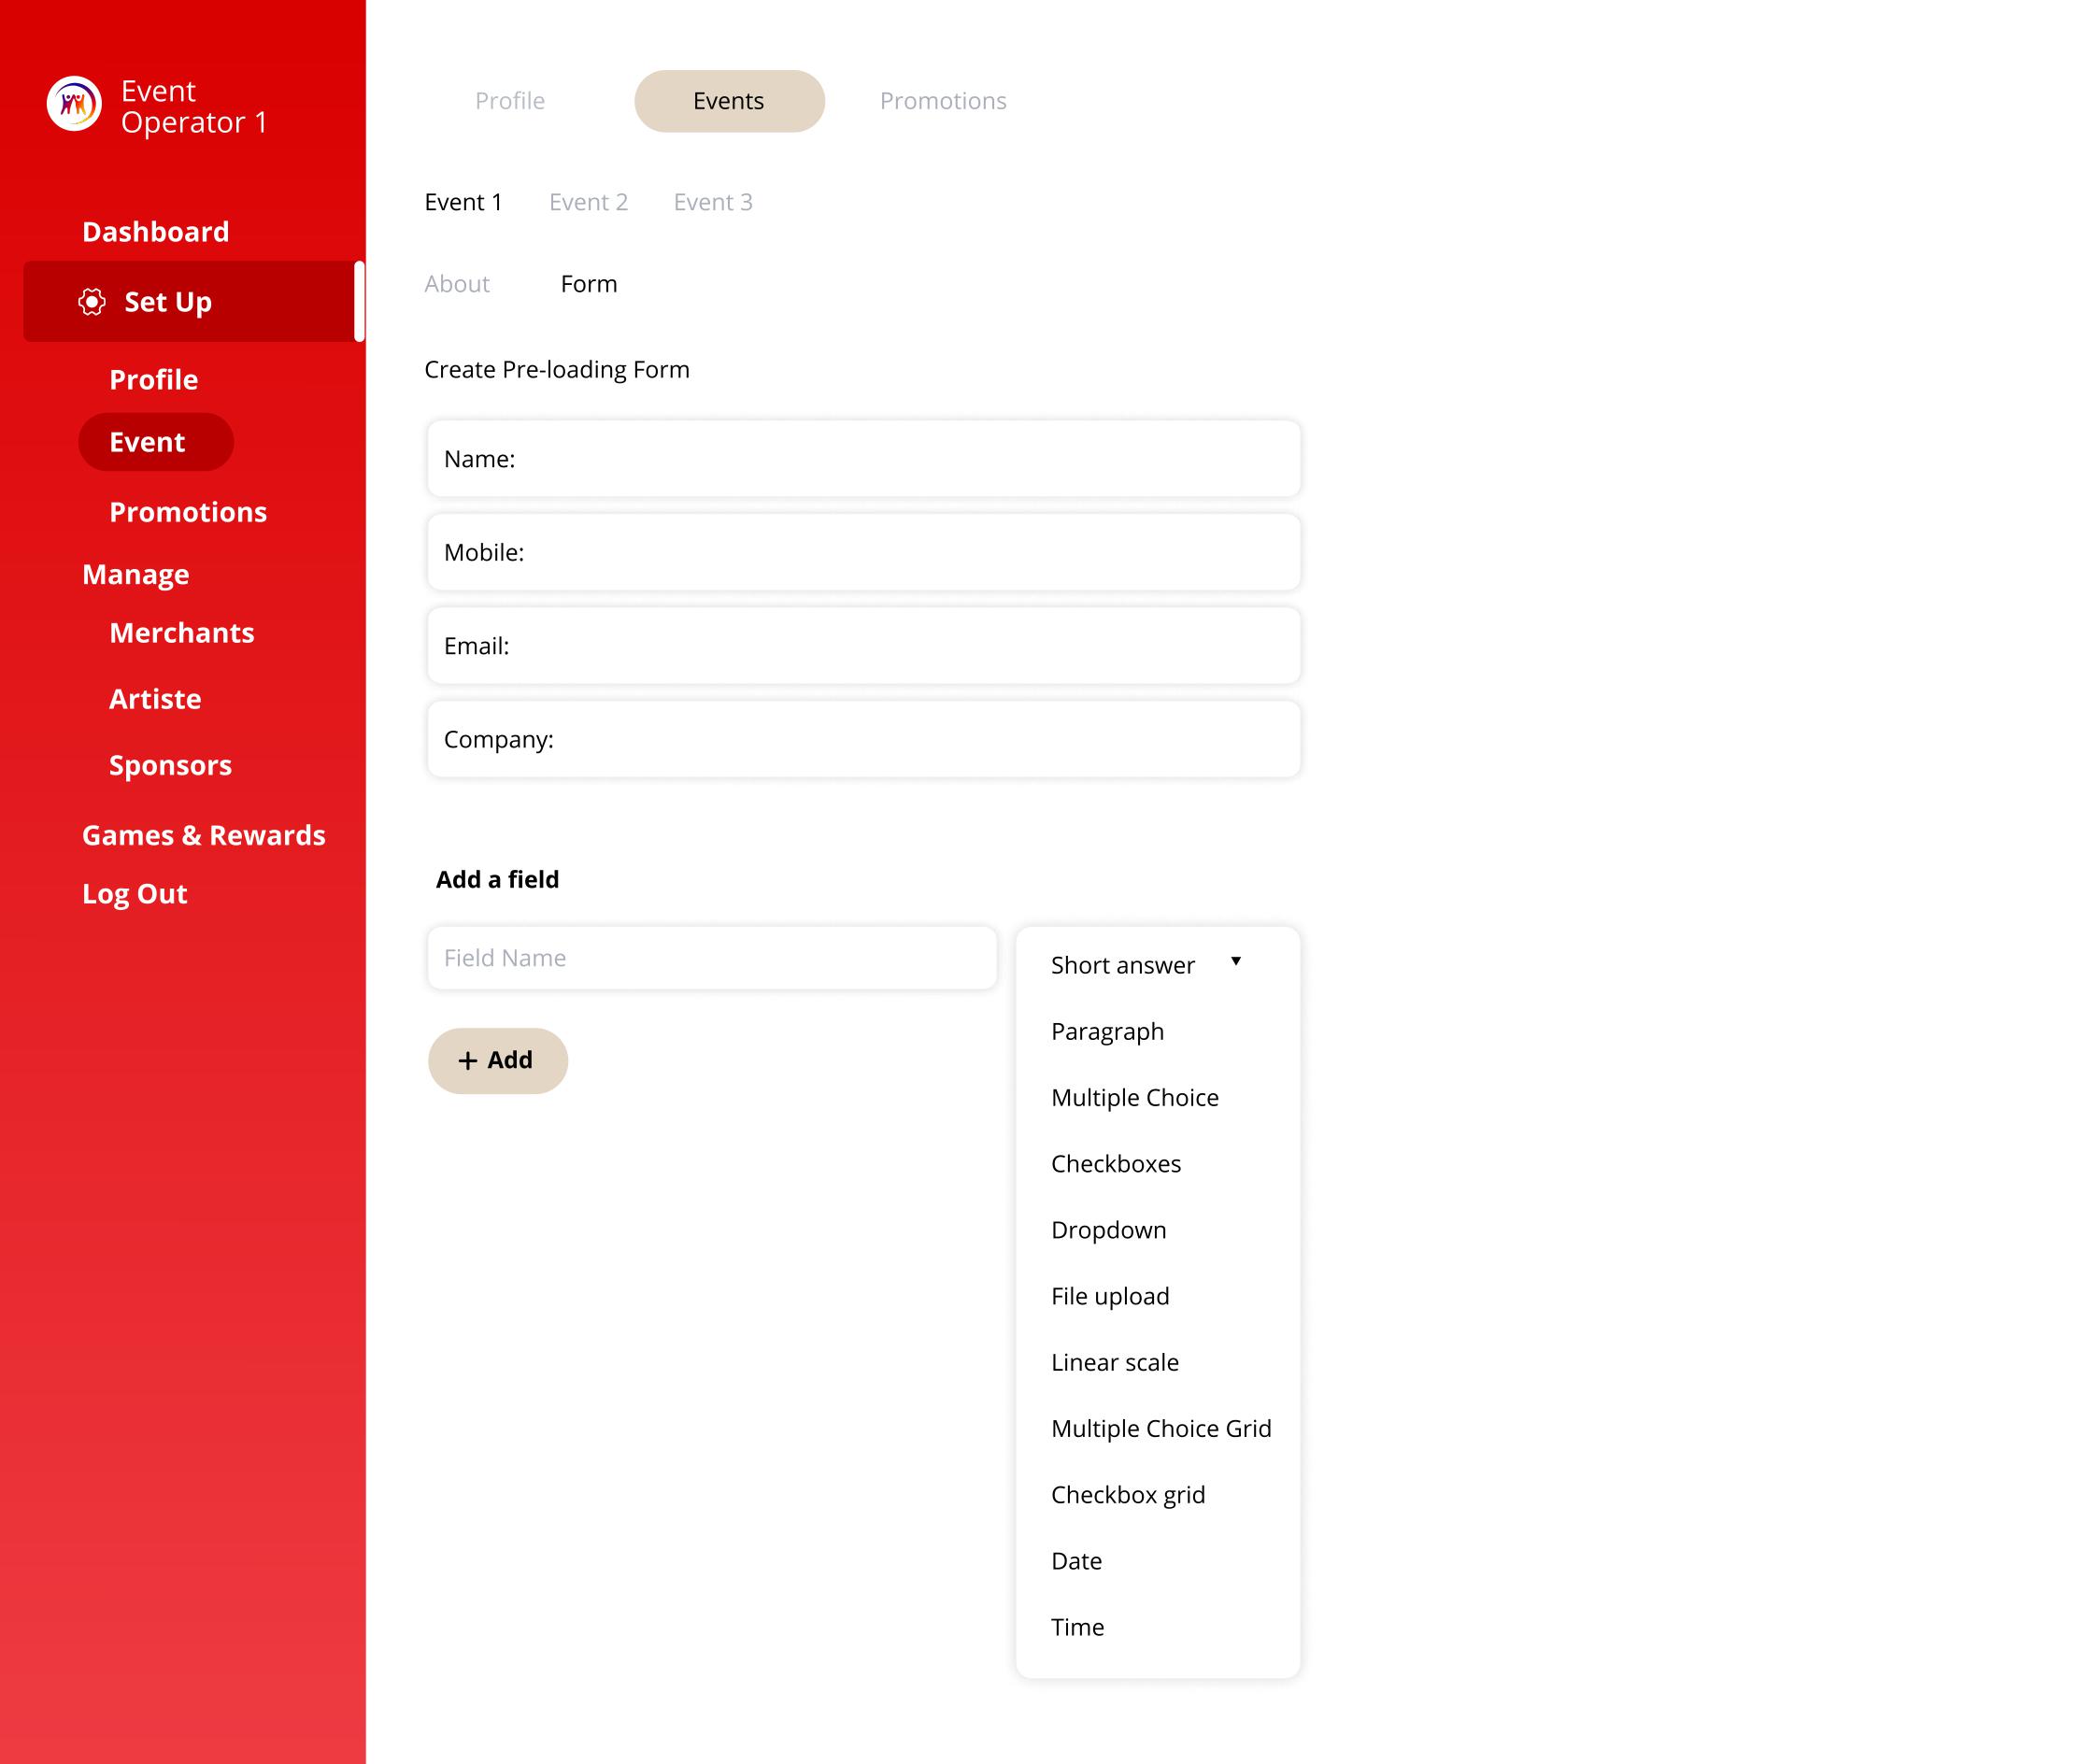 Event
Operator 1
Dashboard
Set Up
Profile
Event
Promotions
Manage
Merchants
Artiste
Sponsors
Games & Rewards
Log Out
Profile
Events
Promotions
Event 1
Event 2
Event 3
About
Form
Create Pre-loading Form
Name:
Mobile:
Email:
Company:
Add a field
Field Name
+ Add
Short answer
Paragraph
Multiple Choice
Checkboxes
Dropdown
File upload
Linear scale
Multiple Choice Grid
Checkbox grid
Date
Time